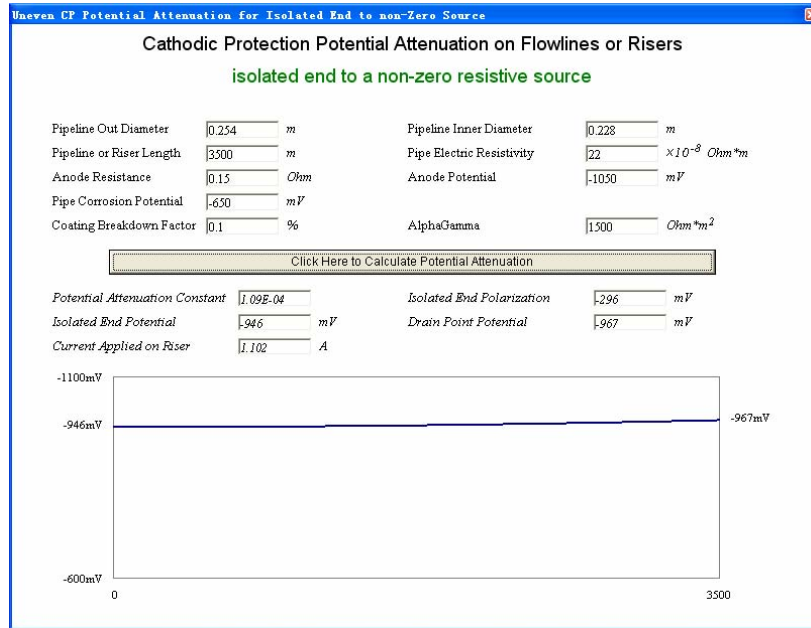 Uneven CP Potential Attenuation for Isolated End to non-Zero Source
Cathodic Protection Potential Attenuation on Flowlines or Risers
isolated end to a non-zero resistive source
Pipeline Out Diameter 0.254 m Pipeline Inner Diameter 0.228 m
Pipeline or Riser Length 3500 m Pipe Electric Resistivity 22 ×10⁻⁸ Ohm*m
Anode Resistance 0.15 Ohm Anode Potential -1050 mV
Pipe Corrosion Potential -650 mV
Coating Breakdown Factor 0.1 % AlphaGamma 1500 Ohm*m²
Click Here to Calculate Potential Attenuation
Potential Attenuation Constant 1.09E-04 Isolated End Polarization -296 mV
Isolated End Potential -946 mV Drain Point Potential -967 mV
Current Applied on Riser 1.102 A
-1100mV
-946mV -967mV
-600mV
0 3500